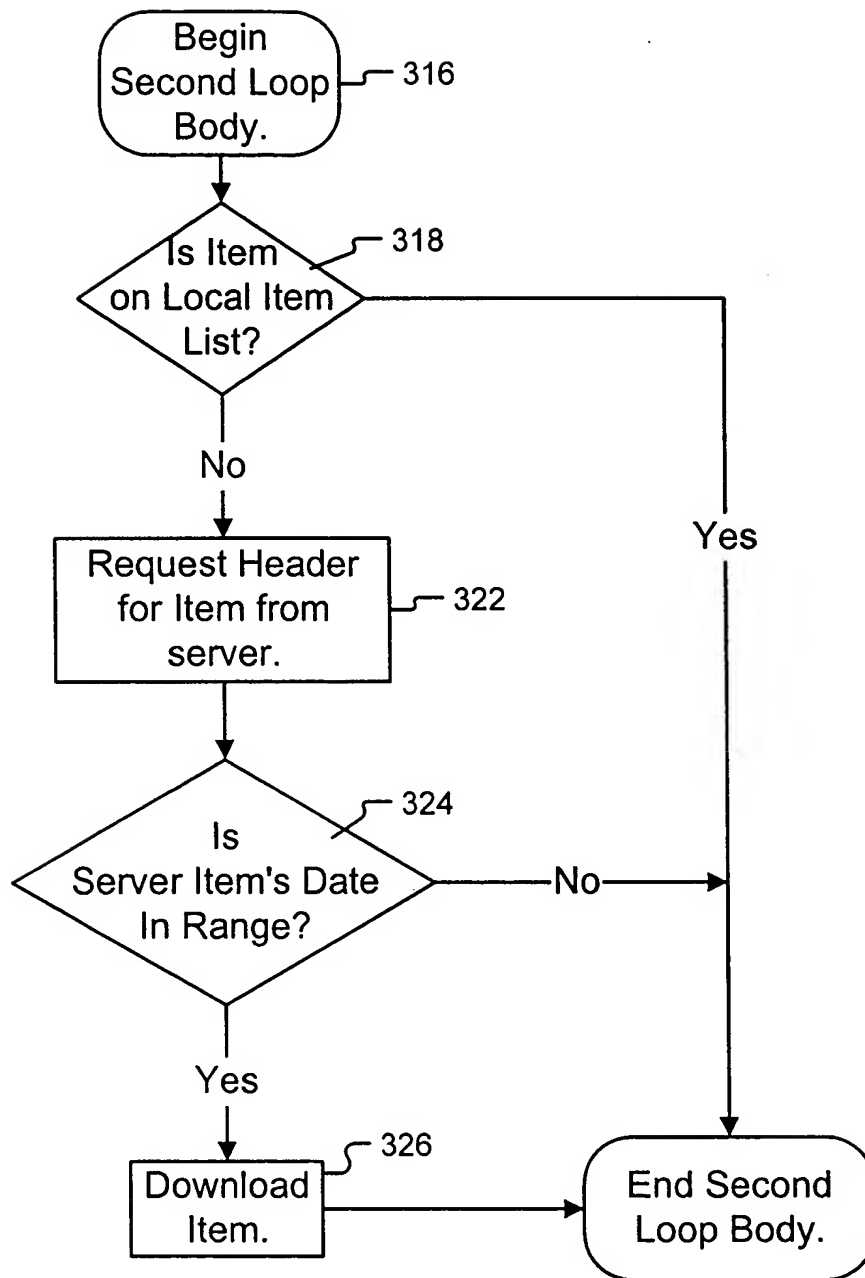 Begin
Second Loop
Body.
316
318
Is Item
on Local Item
List?
No
Yes
Request Header
for Item from
server.
322
324
Is
Server Item's Date
In Range?
No
Yes
326
Download
Item.
End Second
Loop Body.